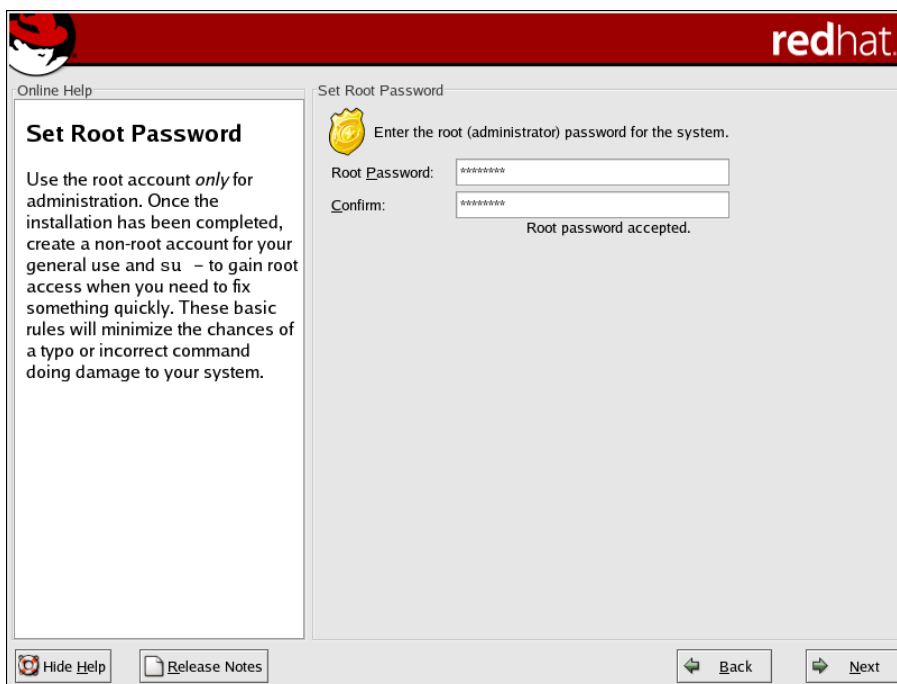 redhat.
Online Help
Set Root Password
Use the root account only for
administration. Once the
installation has been completed,
create a non-root account for your
general use and su - to gain root
access when you need to fix
something quickly. These basic
rules will minimize the chances of
a typo or incorrect command
doing damage to your system.
Set Root Password
Enter the root (administrator) password for the system.
Root Password: ********
Confirm: ********
Root password accepted.
Hide Help
Release Notes
Back
Next